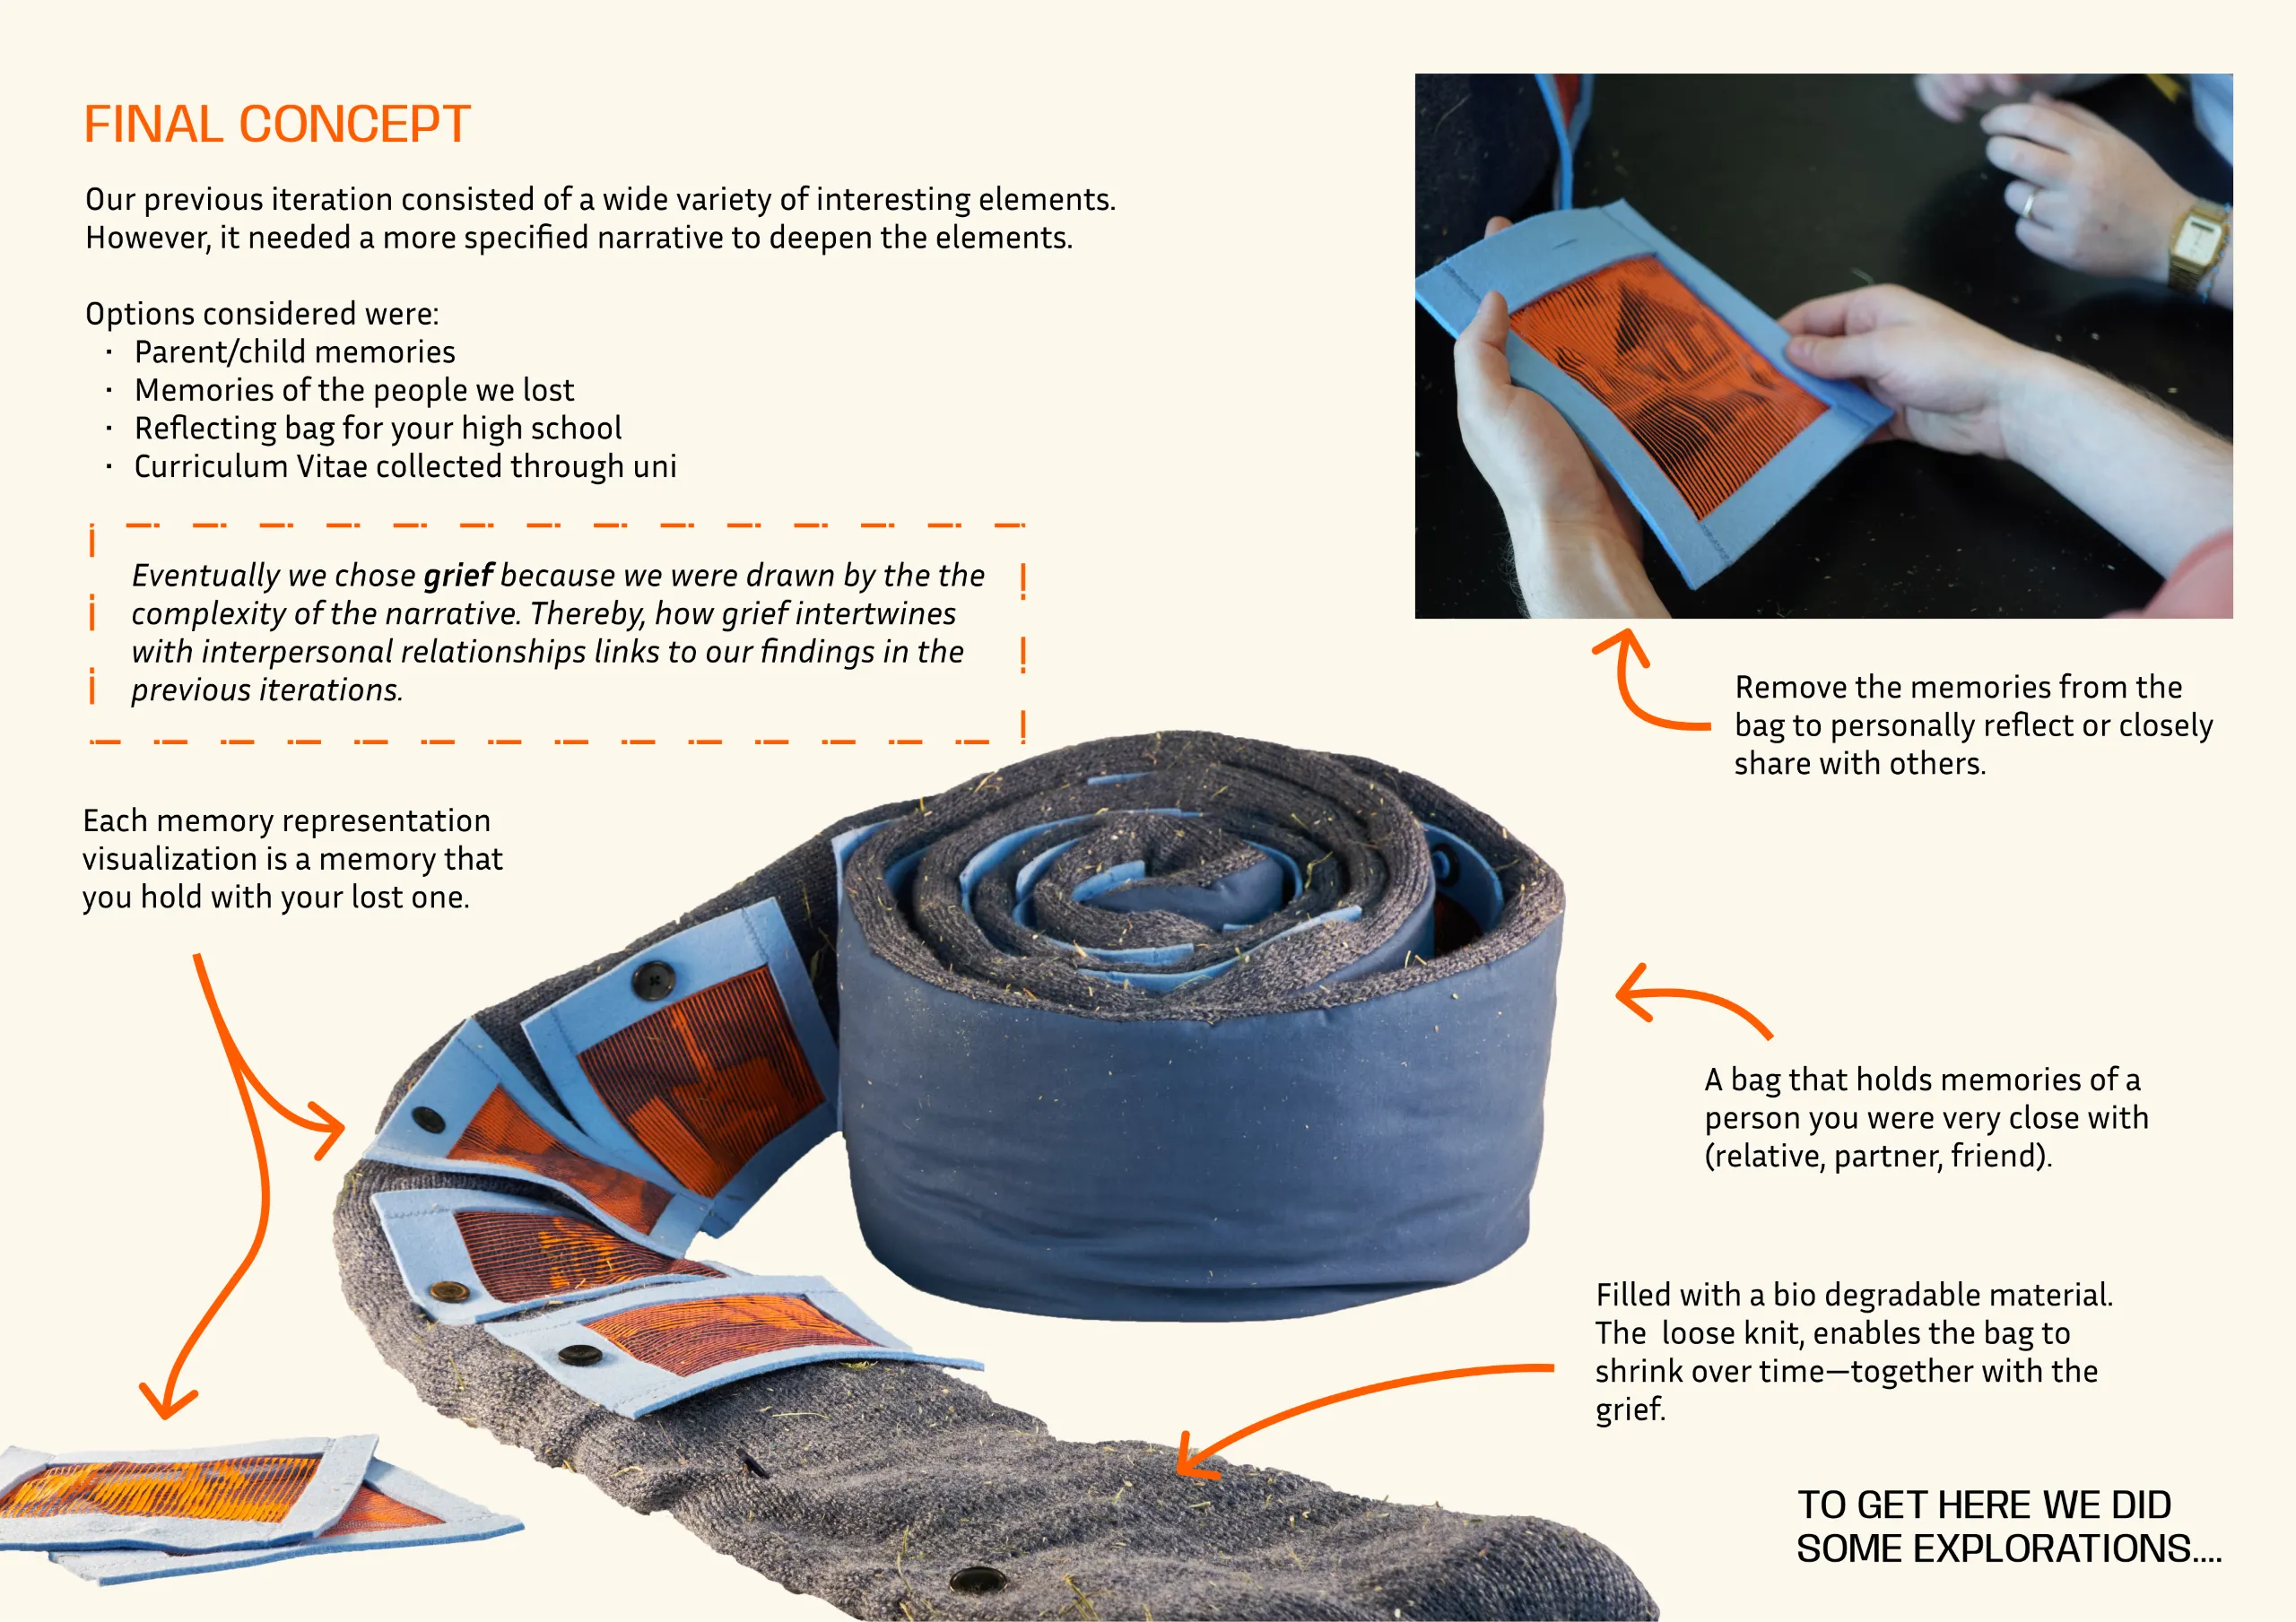 FINAL CONCEPT
Our previous iteration consisted of a wide variety of interesting elements.
However, it needed a more specified narrative to deepen the elements.
Options considered were:
· Parent/child memories
· Memories of the people we lost
· Reflecting bag for your high school
· Curriculum Vitae collected through uni
Eventually we chose grief because we were drawn by the the
complexity of the narrative. Thereby, how grief intertwines
with interpersonal relationships links to our findings in the
previous iterations.
Remove the memories from the
bag to personally reflect or closely
share with others.
Each memory representation
visualization is a memory that
you hold with your lost one.
A bag that holds memories of a
person you were very close with
(relative, partner, friend).
Filled with a bio degradable material.
The  loose knit, enables the bag to
shrink over time—together with the
grief.
TO GET HERE WE DID
SOME EXPLORATIONS....